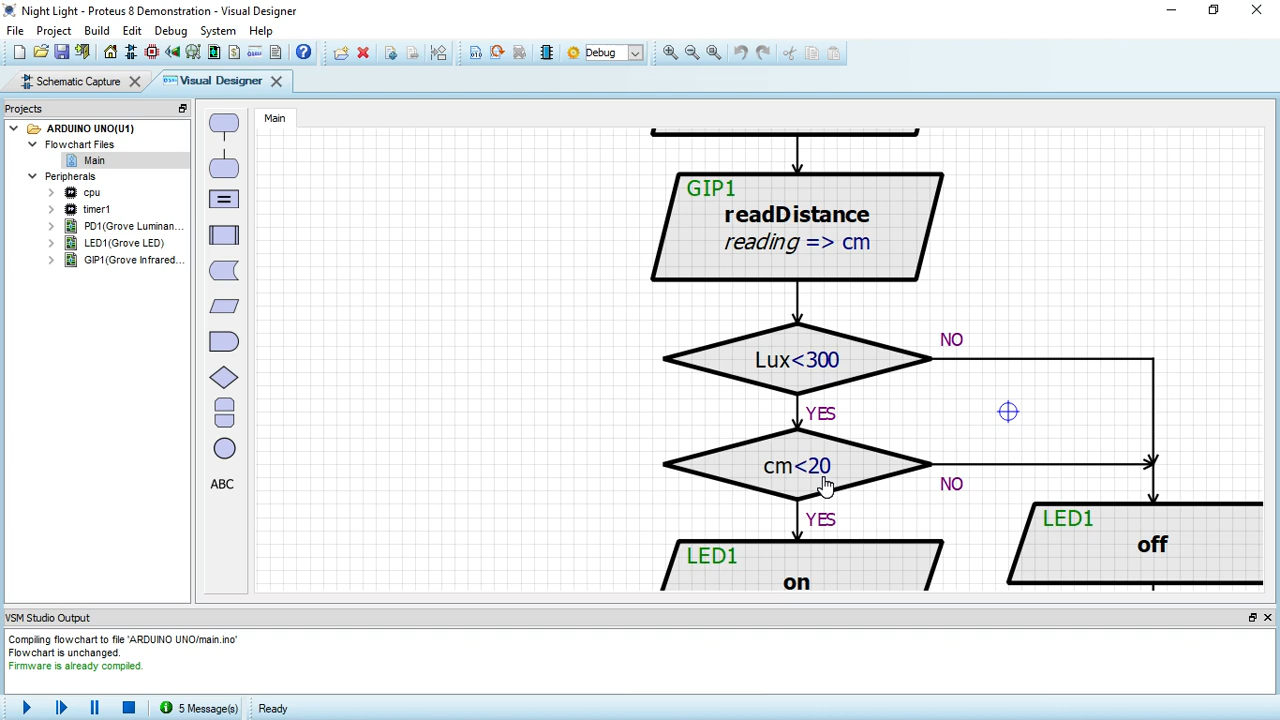 Night Light - Proteus 8 Demonstration - Visual Designer
File Project Build Edit Debug System Help
Debug
Schematic Capture Visual Designer
Projects
Main
ARDUINO UNO(U1)
Flowchart Files
Main
Peripherals
cpu
timer1
PD1(Grove Luminan...
LED1(Grove LED)
GIP1(Grove Infrared...
ABC
GIP1
readDistance
reading => cm
Lux<300
NO
YES
cm<20
NO
YES
LED1
off
LED1
on
VSM Studio Output
Compiling flowchart to file 'ARDUINO UNO/main.ino'
Flowchart is unchanged.
Firmware is already compiled.
5 Message(s) Ready